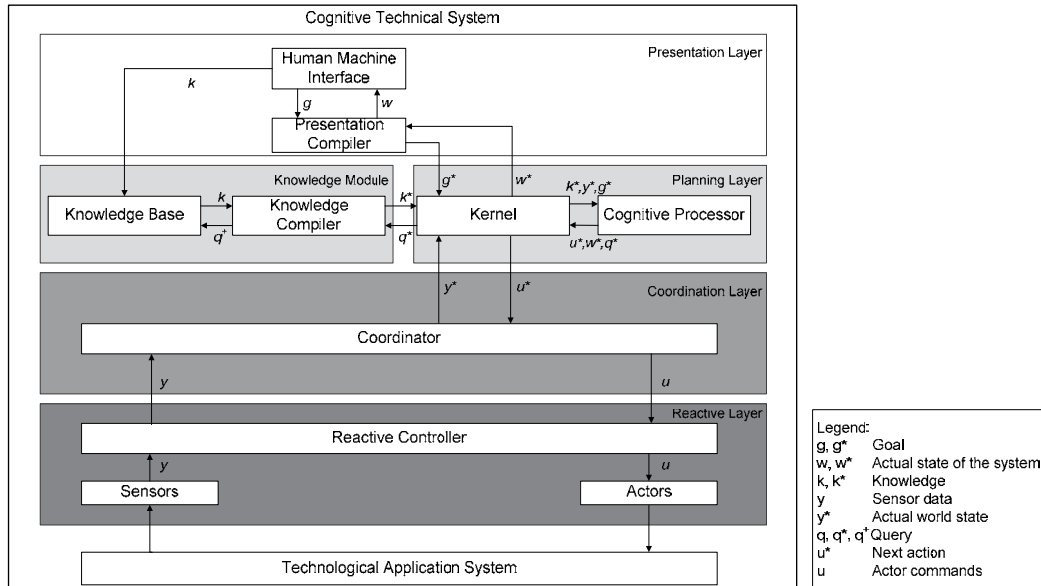 Cognitive Technical System
Presentation Layer
Human Machine
Interface
k
g
w
Presentation
Compiler
g*
w*
Knowledge Module
Planning Layer
Knowledge Base
k
q⁺
Knowledge
Compiler
k*
q*
Kernel
k*,y*,g*
u*,w*,q*
Cognitive Processor
y*
u*
Coordination Layer
Coordinator
y
u
Reactive Layer
Reactive Controller
y
u
Sensors
Actors
Technological Application System
Legend:
g, g* Goal
w, w* Actual state of the system
k, k* Knowledge
y Sensor data
y* Actual world state
q, q*, q⁺ Query
u* Next action
u Actor commands